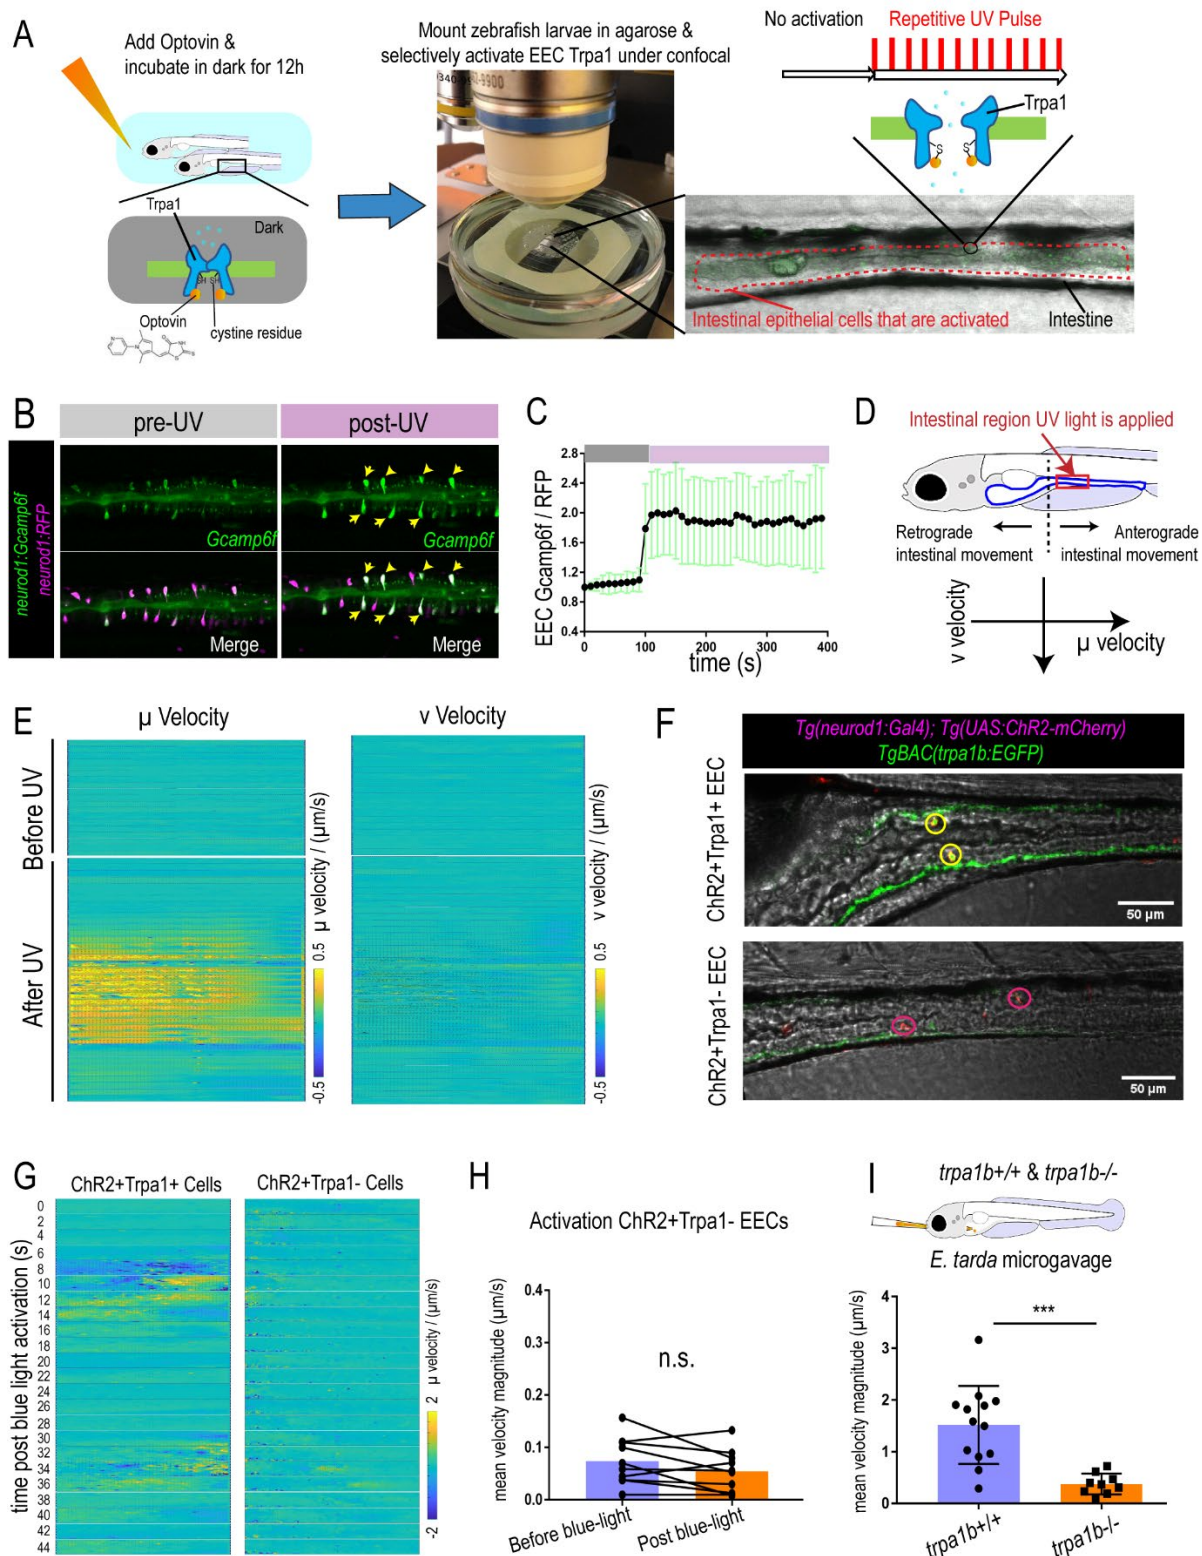 A
Add Optovin &
incubate in dark for 12h
Trpa1
Dark
SH SH
Optovin
cystine residue
Mount zebrafish larvae in agarose &
selectively activate EEC Trpa1 under confocal
No activation
Repetitive UV Pulse
Trpa1
S S
Intestinal epithelial cells that are activated
Intestine
B
pre-UV
post-UV
neurod1:Gcamp6f
neurod1:RFP
Gcamp6f
Gcamp6f
Merge
Merge
C
EEC Gcamp6f / RFP
2.8
2.4
2.0
1.6
1.2
0.8
0.4
0 100 200 300 400
time (s)
D
Intestinal region UV light is applied
Retrograde
intestinal movement
Anterograde
intestinal movement
v velocity
µ velocity
E
µ Velocity
v Velocity
Before UV
After UV
µ velocity / (µm/s)
0.5
-0.5
v velocity / (µm/s)
0.5
-0.5
F
Tg(neurod1:Gal4); Tg(UAS:ChR2-mCherry)
TgBAC(trpa1b:EGFP)
ChR2+Trpa1+ EEC
50 µm
ChR2+Trpa1- EEC
50 µm
G
ChR2+Trpa1+ Cells
ChR2+Trpa1- Cells
time post blue light activation (s)
0
2
4
6
8
10
12
14
16
18
20
22
24
26
28
30
32
34
36
38
40
42
44
µ velocity / (µm/s)
2
-2
H
Activation ChR2+Trpa1- EECs
mean velocity magnitude (µm/s)
0.4
0.3
0.2
0.1
0.0
n.s.
Before blue-light
Post blue-light
I
trpa1b+/+ & trpa1b-/-
E. tarda microgavage
mean velocity magnitude (µm/s)
4
3
2
1
0
***
trpa1b+/+
trpa1b-/-